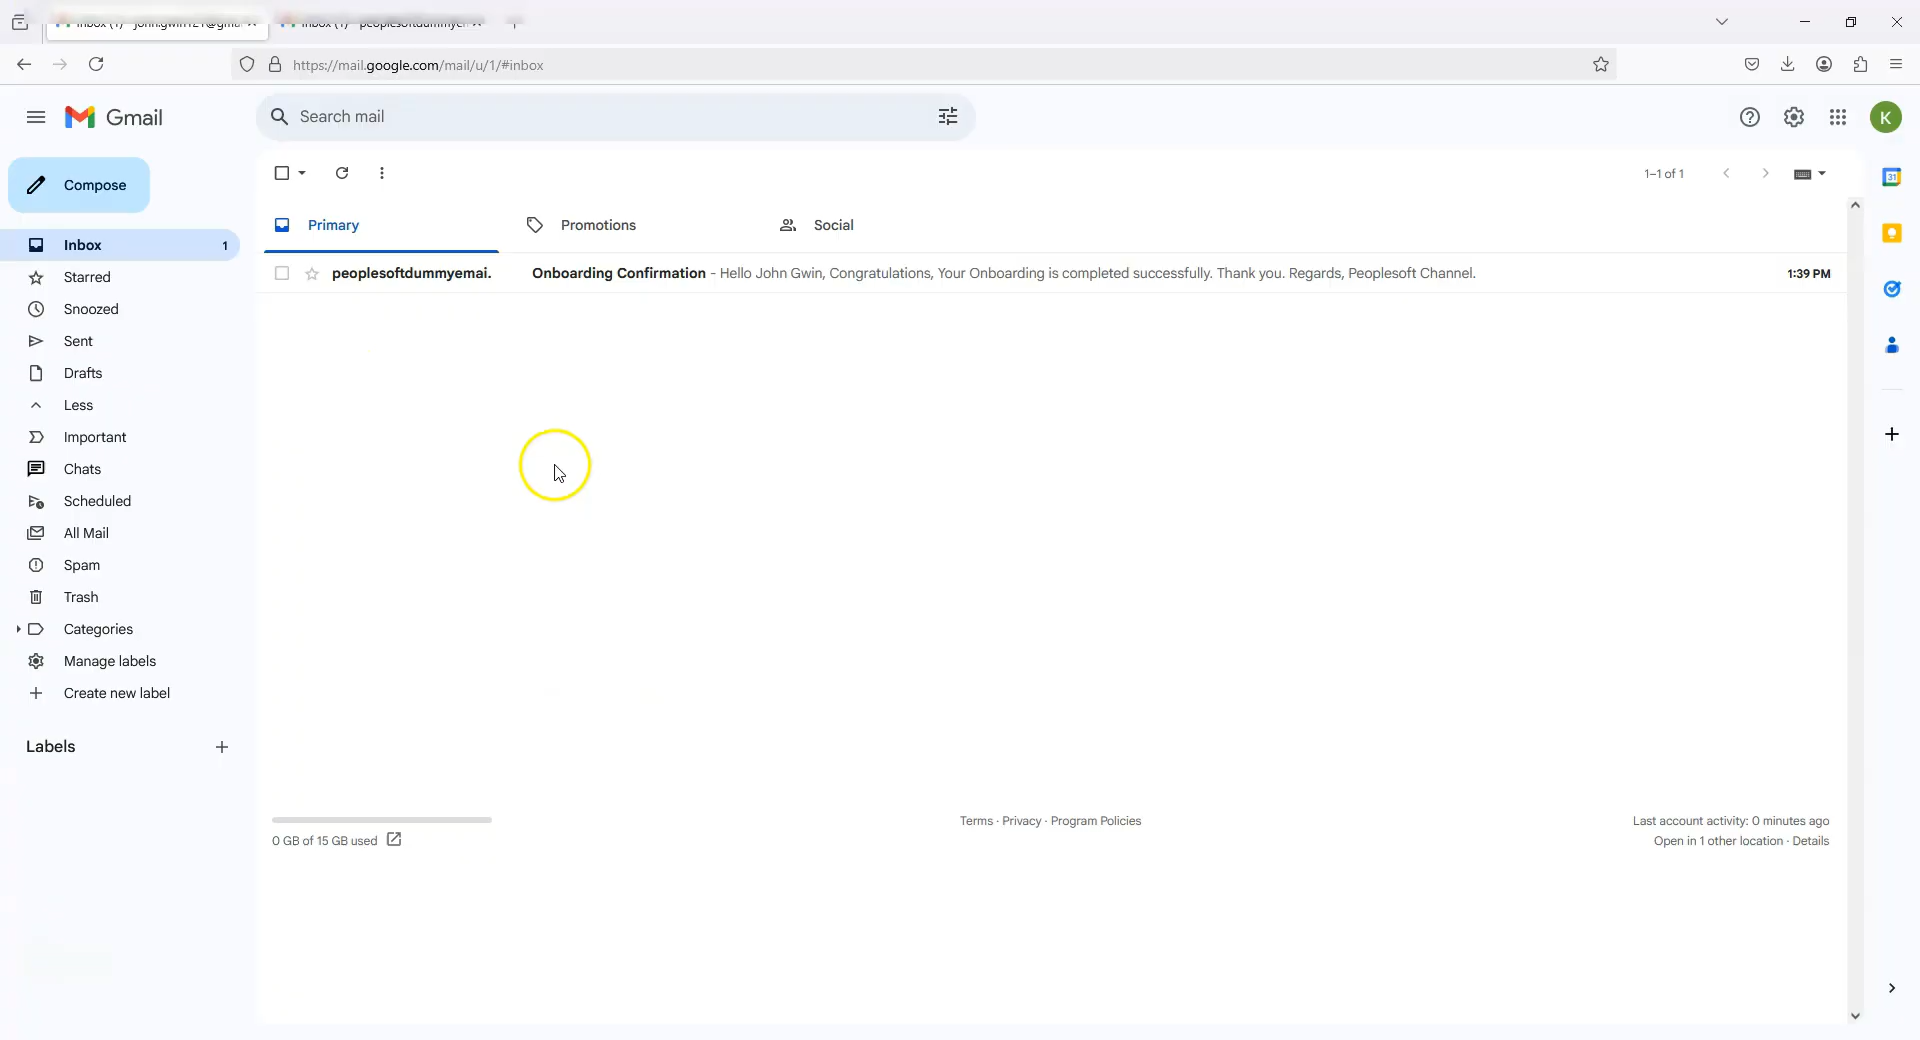 https://mail.google.com/mail/u/1/#inbox
Gmail
Search mail
K
Compose
1–1 of 1
31
Primary
Promotions
Social
Inbox 1
peoplesoftdummyemai. Onboarding Confirmation - Hello John Gwin, Congratulations, Your Onboarding is completed successfully. Thank you. Regards, Peoplesoft Channel. 1:39 PM
Starred
Snoozed
Sent
Drafts
Less
Important
Chats
Scheduled
All Mail
Spam
Trash
Categories
Manage labels
Create new label
Labels
Terms · Privacy · Program Policies
Last account activity: 0 minutes ago
0 GB of 15 GB used
Open in 1 other location · Details